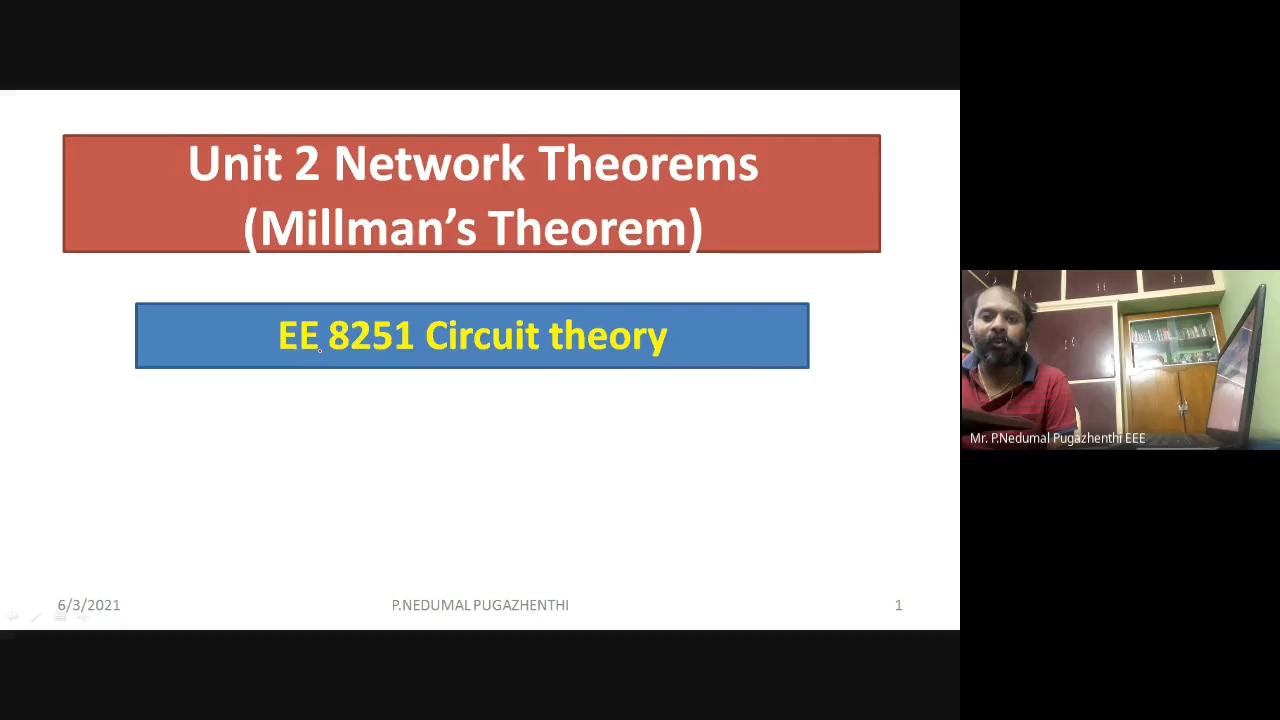 Unit 2 Network Theorems
(Millman’s Theorem)
EE 8251 Circuit theory
6/3/2021
P.NEDUMAL PUGAZHENTHI
1
Mr. P.Nedumal Pugazhenthi EEE